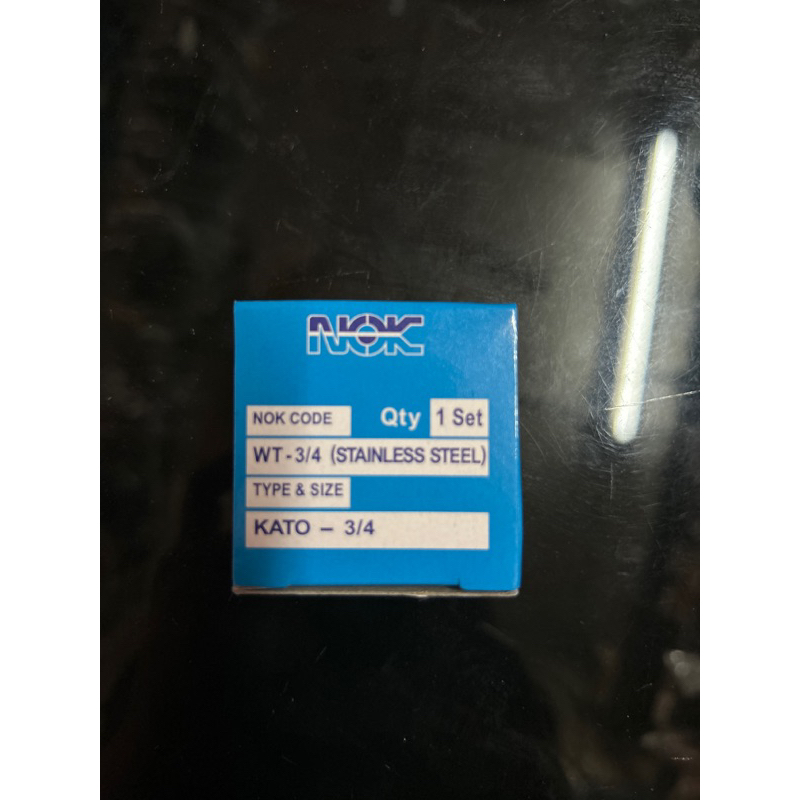 NOK
NOK CODE Qty 1 Set
WT - 3/4 (STAINLESS STEEL)
TYPE & SIZE
KATO – 3/4